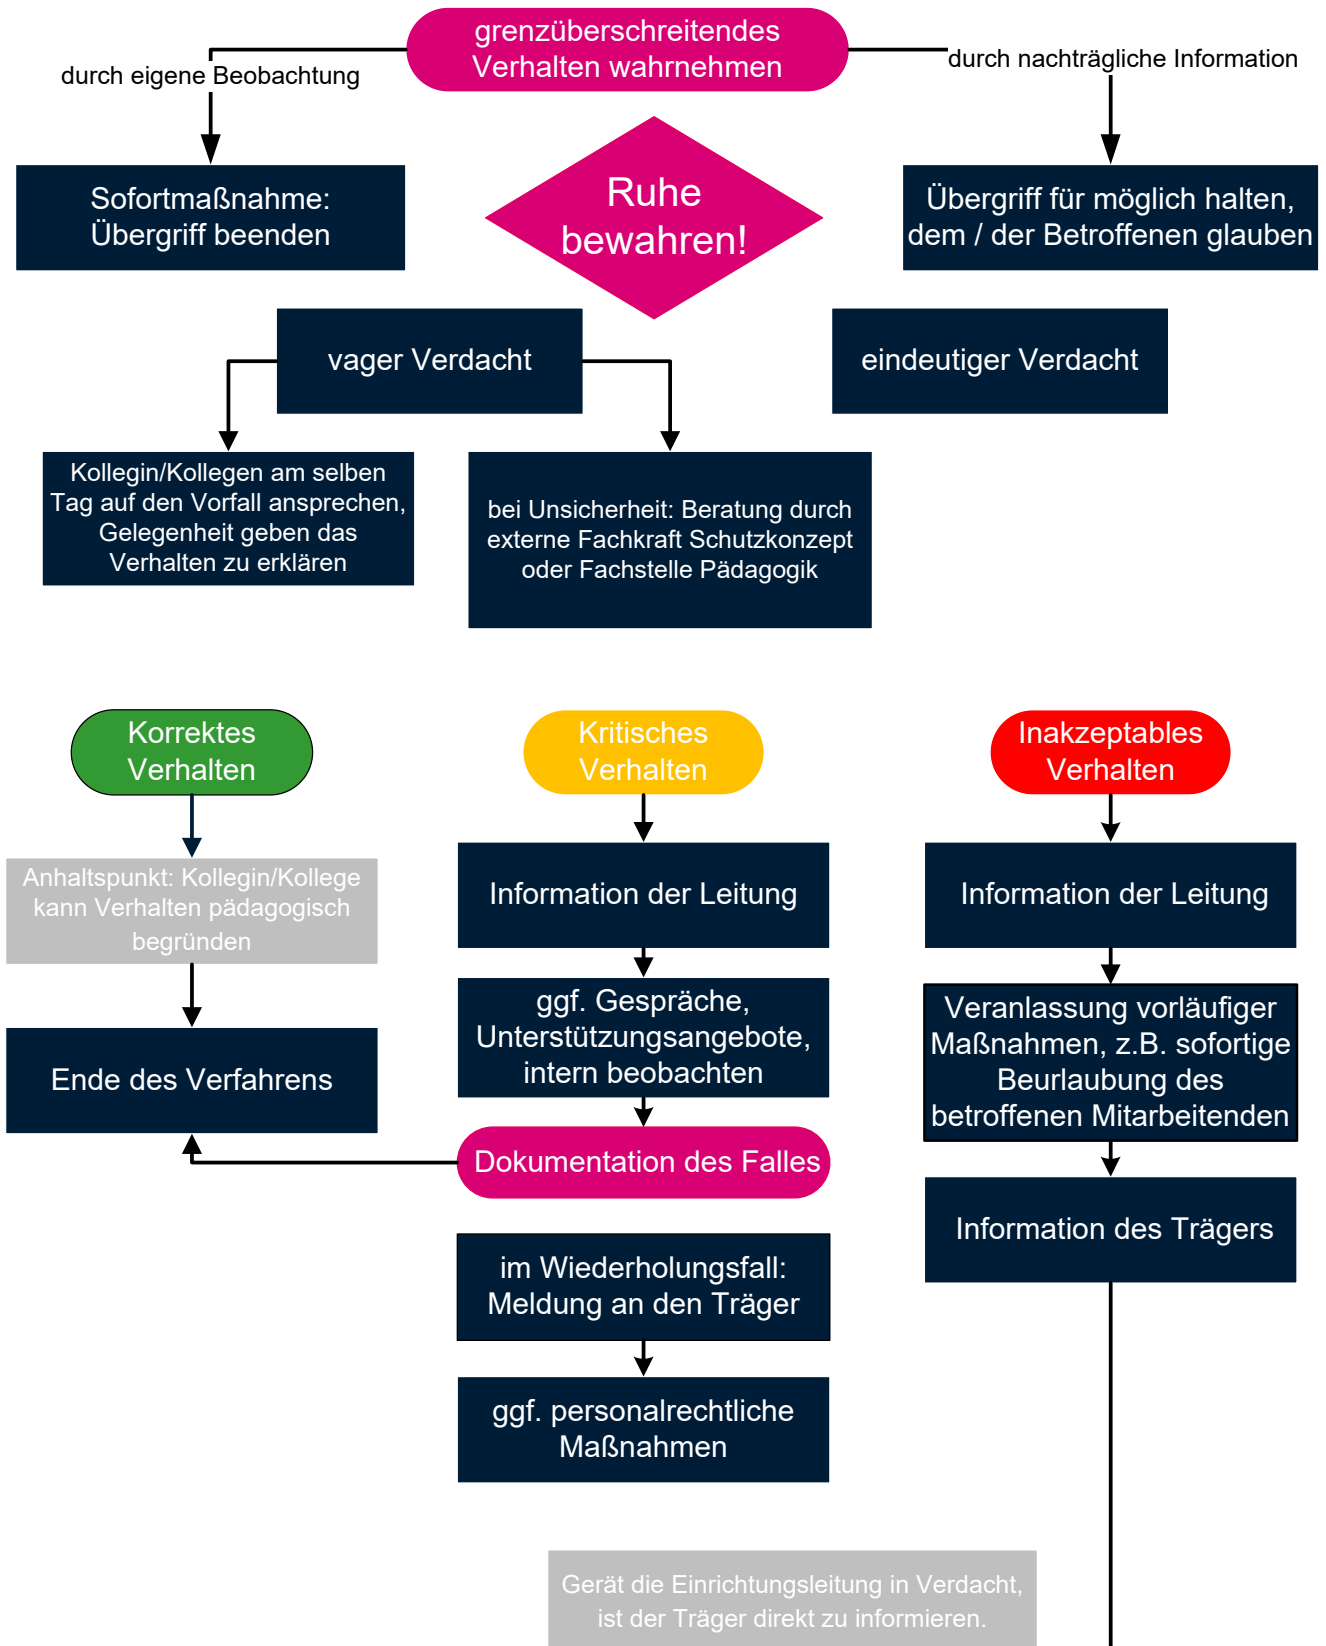 grenzüberschreitendes
Verhalten wahrnehmen
durch eigene Beobachtung
durch nachträgliche Information
Sofortmaßnahme:
Übergriff beenden
Ruhe
bewahren!
Übergriff für möglich halten,
dem / der Betroffenen glauben
vager Verdacht
eindeutiger Verdacht
Kollegin/Kollegen am selben
Tag auf den Vorfall ansprechen,
Gelegenheit geben das
Verhalten zu erklären
bei Unsicherheit: Beratung durch
externe Fachkraft Schutzkonzept
oder Fachstelle Pädagogik
Korrektes
Verhalten
Kritisches
Verhalten
Inakzeptables
Verhalten
Anhaltspunkt: Kollegin/Kollege
kann Verhalten pädagogisch
begründen
Information der Leitung
Information der Leitung
Ende des Verfahrens
ggf. Gespräche,
Unterstützungsangebote,
intern beobachten
Veranlassung vorläufiger
Maßnahmen, z.B. sofortige
Beurlaubung des
betroffenen Mitarbeitenden
Dokumentation des Falles
Information des Trägers
im Wiederholungsfall:
Meldung an den Träger
ggf. personalrechtliche
Maßnahmen
Gerät die Einrichtungsleitung in Verdacht,
ist der Träger direkt zu informieren.